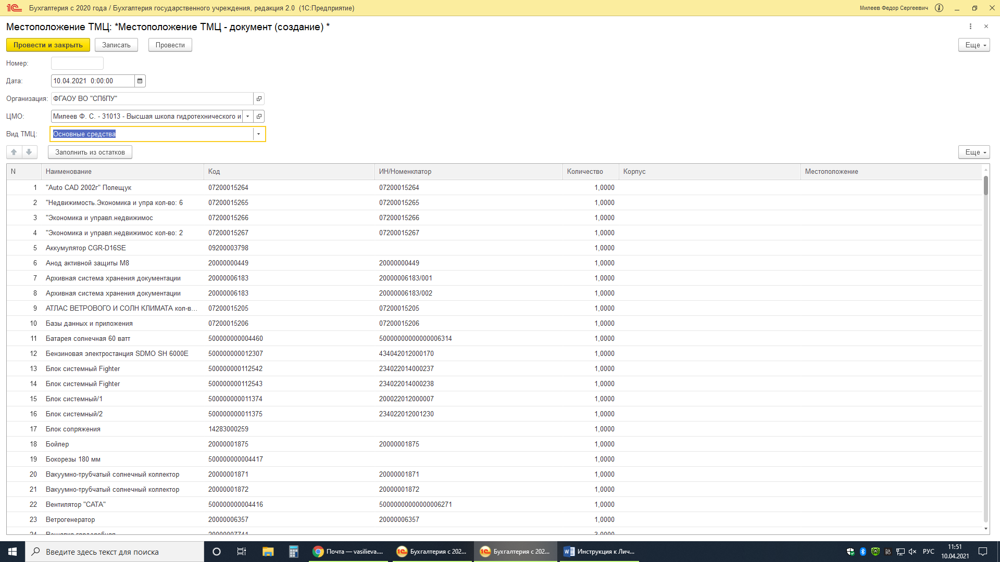 Бухгалтерия с 2020 года / Бухгалтерия государственного учреждения, редакция 2.0 (1С:Предприятие) Милеев Федор Сергеевич
Местоположение ТМЦ: *Местоположение ТМЦ - документ (создание) *
Провести и закрыть Записать Провести Еще
Номер:
Дата: 10.04.2021 0:00:00
Организация: ФГАОУ ВО "СПбПУ"
ЦМО: Милеев Ф. С. - 31013 - Высшая школа гидротехнического и
Вид ТМЦ: Основные средства
Заполнить из остатков Еще
N Наименование Код ИН/Номенклатор Количество Корпус Местоположение
1 "Auto CAD 2002г" Полещук 07200015264 07200015264 1,0000
2 "Недвижимость.Экономика и упра кол-во: 6 07200015265 07200015265 1,0000
3 "Экономика и управл.недвижимос 07200015266 07200015266 1,0000
4 "Экономика и управл.недвижимос кол-во: 2 07200015267 07200015267 1,0000
5 Аккумулятор CGR-D16SE 09200003798 1,0000
6 Анод активной защиты М8 20000000449 20000000449 1,0000
7 Архивная система хранения документации 20000006183 20000006183/001 1,0000
8 Архивная система хранения документации 20000006183 20000006183/002 1,0000
9 АТЛАС ВЕТРОВОГО И СОЛН КЛИМАТА кол-в... 07200015205 07200015205 1,0000
10 Базы данных и приложения 07200015206 07200015206 1,0000
11 Батарея солнечная 60 ватт 500000000004460 50000000000000006314 1,0000
12 Бензиновая электростанция SDMO SH 6000E 500000000012307 434042012000170 1,0000
13 Блок системный Fighter 500000000112542 234022014000237 1,0000
14 Блок системный Fighter 500000000112543 234022014000238 1,0000
15 Блок системный/1 500000000011374 200022012000007 1,0000
16 Блок системный/2 500000000011375 234022012001230 1,0000
17 Блок сопряжения 14283000259 1,0000
18 Бойлер 20000001875 20000001875 1,0000
19 Бокорезы 180 мм 500000000004417 1,0000
20 Вакуумно-трубчатый солнечный коллектор 20000001871 20000001871 1,0000
21 Вакуумно-трубчатый солнечный коллектор 20000001872 20000001872 1,0000
22 Вентилятор "САТА" 500000000004416 50000000000000006271 1,0000
23 Ветрогенератор 20000006357 20000006357 1,0000
24 Вешалка гардеробная 20000007741 3,0000
Введите здесь текст для поиска Почта — vasilieva.... Бухгалтерия с 202... Бухгалтерия с 202... Инструкция к Лич... РУС 11:51
10.04.2021